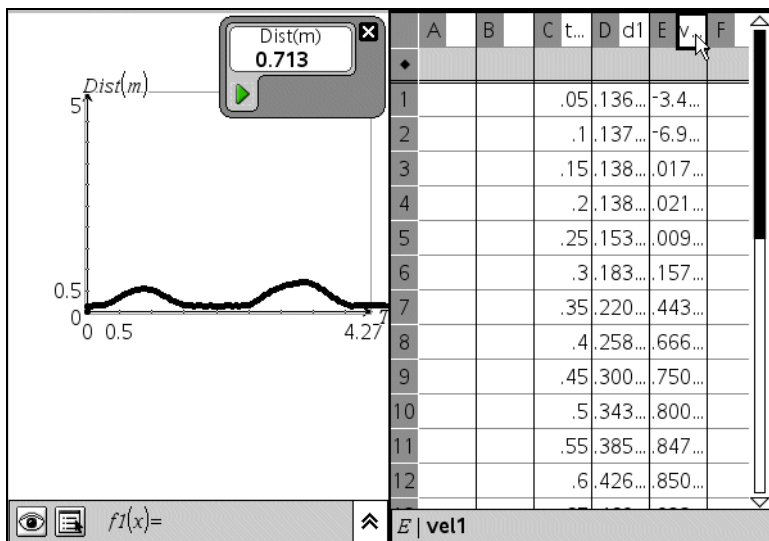 Dist(m)
0.713
Dist(m)
5
0.5
0
0 0.5 4.27
T
f1(x)=
A B C t... D d1 E v... F
1 .05 .136... -3.4...
2 .1 .137... -6.9...
3 .15 .138... .017...
4 .2 .138... .021...
5 .25 .153... .009...
6 .3 .183... .157...
7 .35 .220... .443...
8 .4 .258... .666...
9 .45 .300... .750...
10 .5 .343... .800...
11 .55 .385... .847...
12 .6 .426... .850...
E | vel1